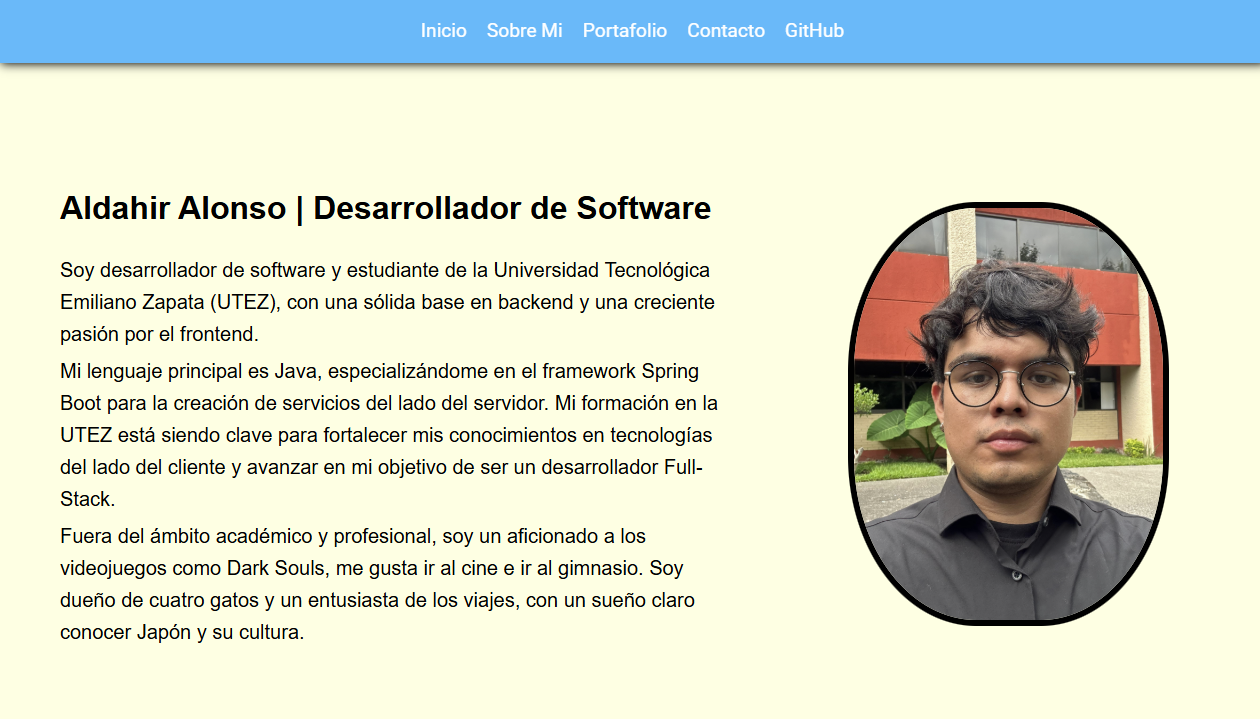 Inicio Sobre Mi Portafolio Contacto GitHub
Aldahir Alonso | Desarrollador de Software
Soy desarrollador de software y estudiante de la Universidad Tecnológica
Emiliano Zapata (UTEZ), con una sólida base en backend y una creciente
pasión por el frontend.
Mi lenguaje principal es Java, especializándome en el framework Spring
Boot para la creación de servicios del lado del servidor. Mi formación en la
UTEZ está siendo clave para fortalecer mis conocimientos en tecnologías
del lado del cliente y avanzar en mi objetivo de ser un desarrollador Full-
Stack.
Fuera del ámbito académico y profesional, soy un aficionado a los
videojuegos como Dark Souls, me gusta ir al cine e ir al gimnasio. Soy
dueño de cuatro gatos y un entusiasta de los viajes, con un sueño claro
conocer Japón y su cultura.